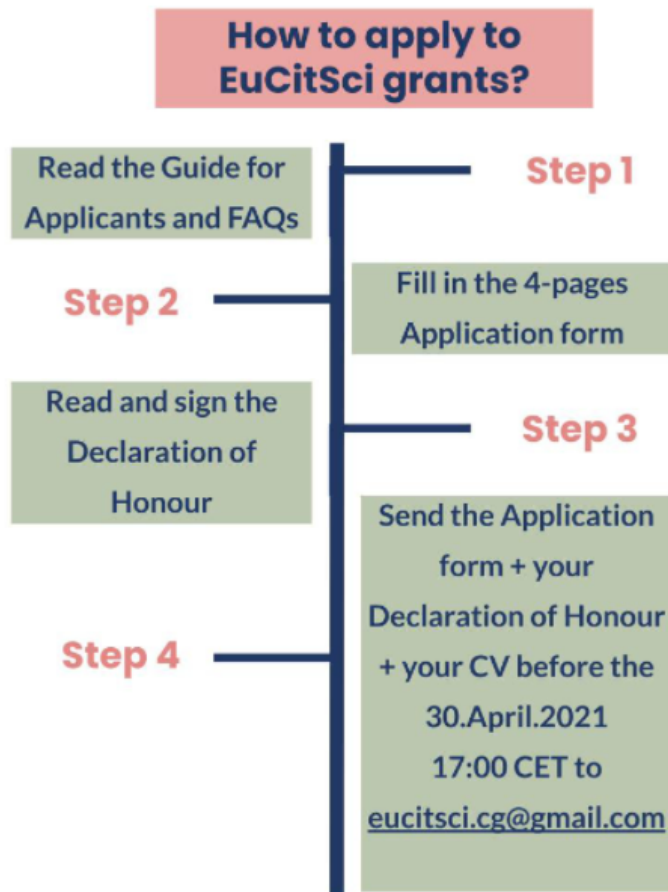 How to apply to
EuCitSci grants?
Step 1
Read the Guide for
Applicants and FAQs
Step 2
Fill in the 4-pages
Application form
Step 3
Read and sign the
Declaration of
Honour
Step 4
Send the Application
form + your
Declaration of Honour
+ your CV before the
30.April.2021
17:00 CET to
eucitsci.cg@gmail.com